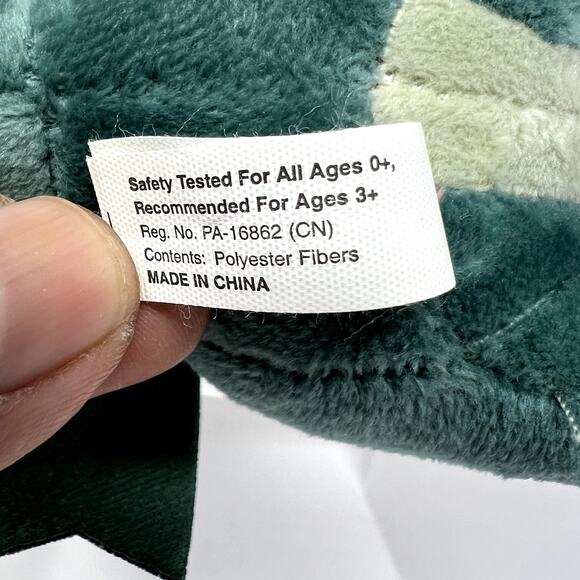 Safety Tested For All Ages 0+,
Recommended For Ages 3+
Reg. No. PA-16862 (CN)
Contents: Polyester Fibers
MADE IN CHINA